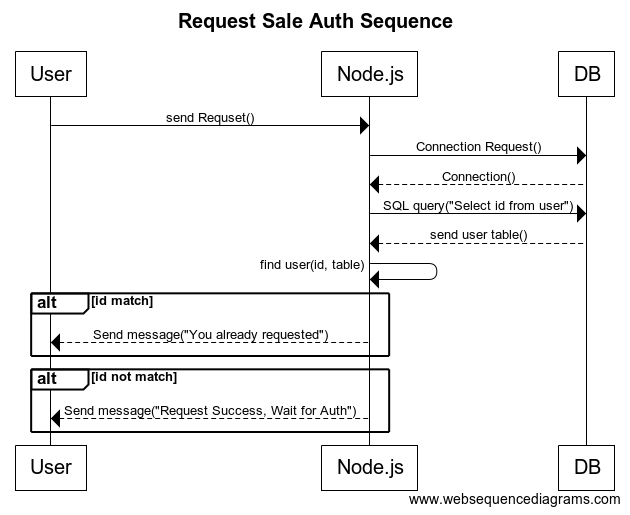 Request Sale Auth Sequence
User
Node.js
DB
send Requset()
Connection Request()
Connection()
SQL query("Select id from user")
send user table()
find user(id, table)
alt [id match]
Send message("You already requested")
alt [id not match]
Send message("Request Success, Wait for Auth")
User
Node.js
DB
www.websequencediagrams.com